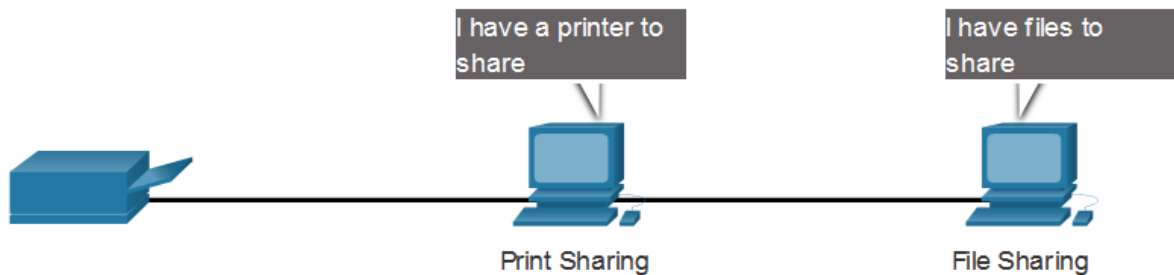 I have a printer to
share
I have files to
share
Print Sharing
File Sharing